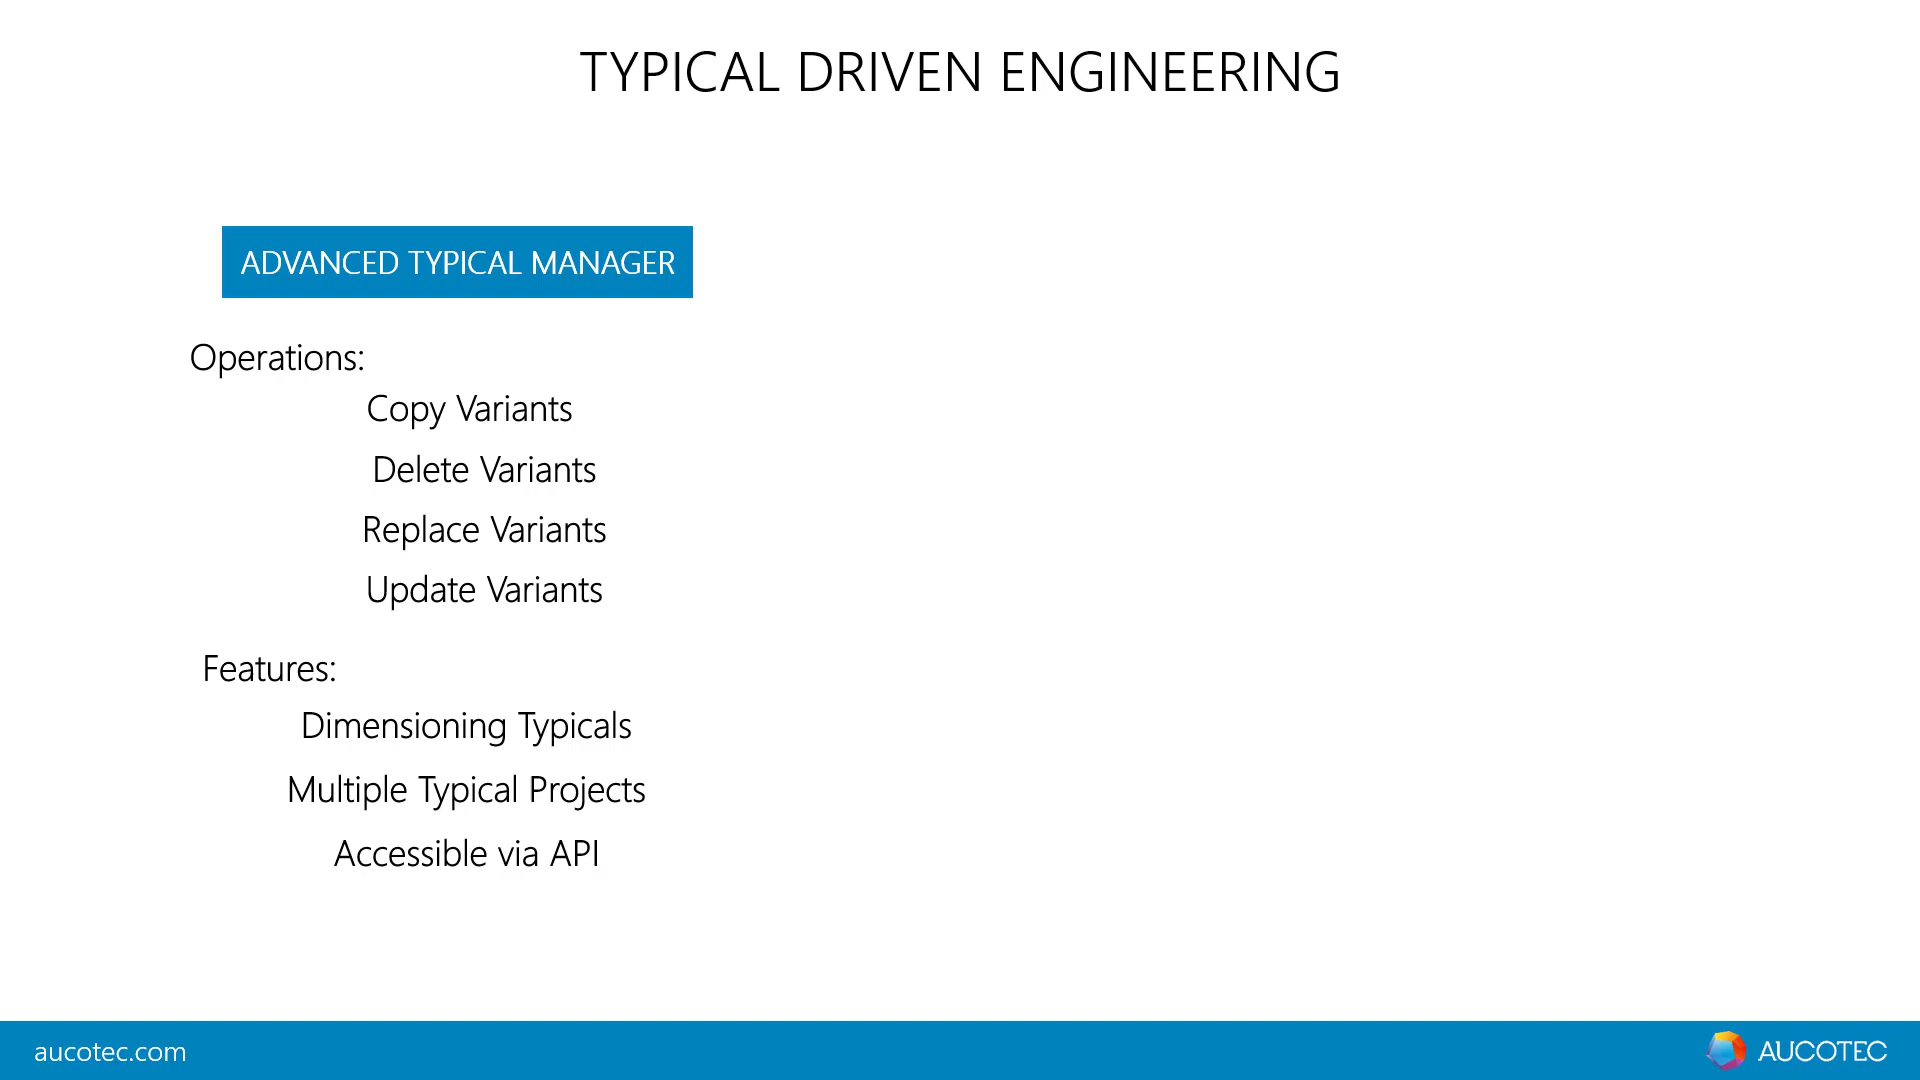 TYPICAL DRIVEN ENGINEERING
ADVANCED TYPICAL MANAGER
Operations:
Copy Variants
Delete Variants
Replace Variants
Update Variants
Features:
Dimensioning Typicals
Multiple Typical Projects
Accessible via API
aucotec.com
AUCOTEC